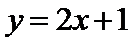 y = 2x + 1